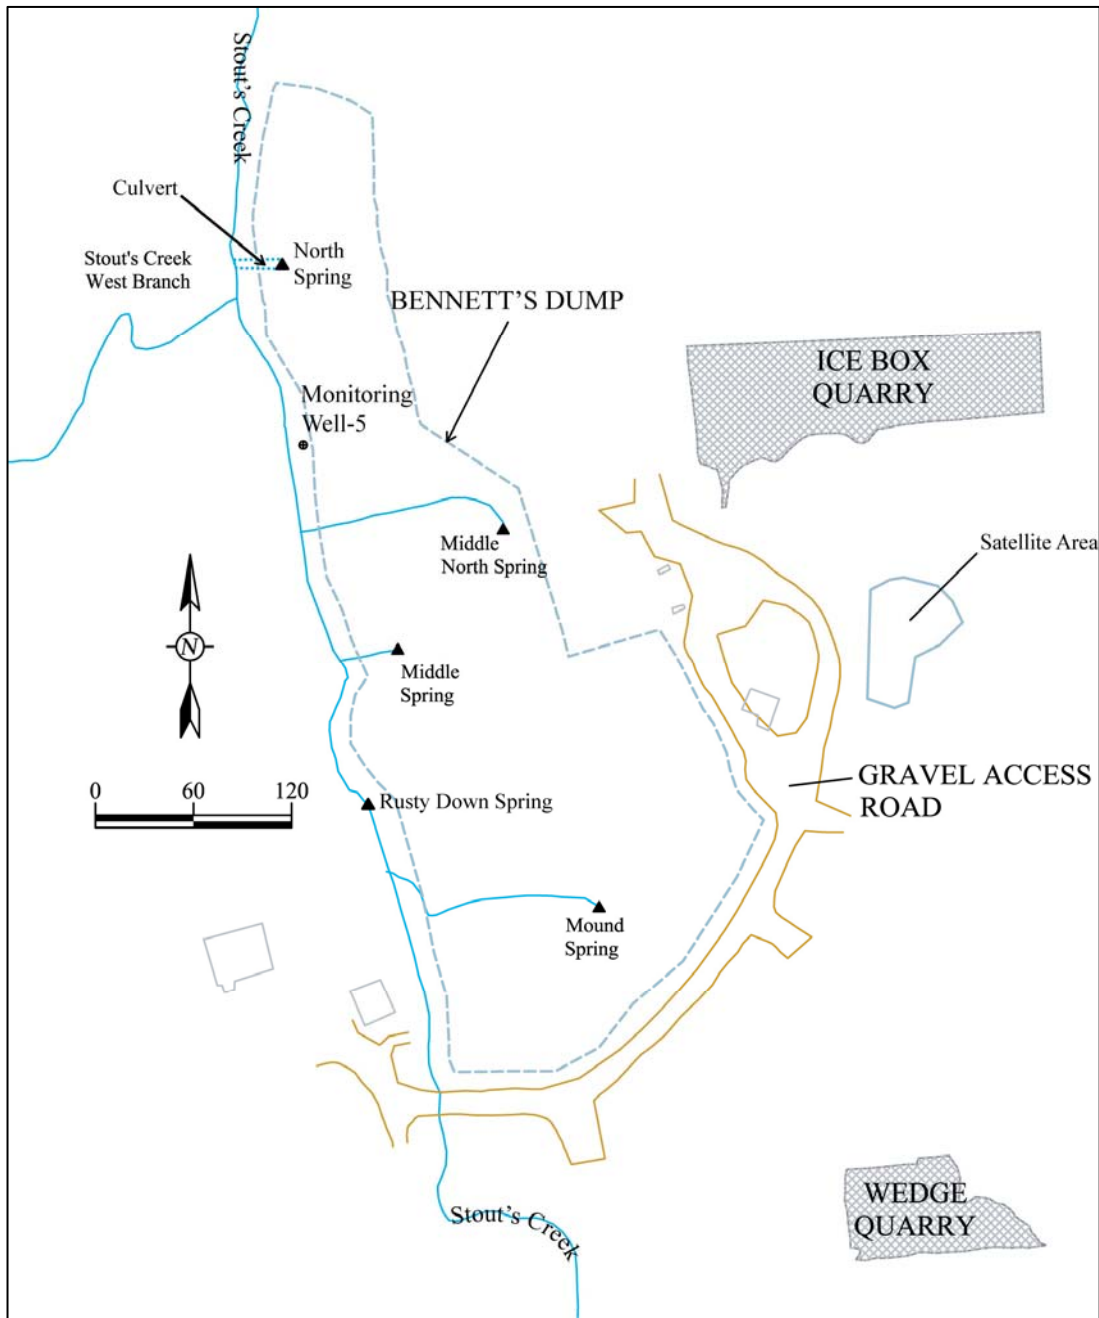 Stout's Creek
Culvert
Stout's Creek
West Branch
North
Spring
BENNETT'S DUMP
ICE BOX
QUARRY
Monitoring
Well-5
Middle
North Spring
Satellite Area
N
Middle
Spring
0 60 120
GRAVEL ACCESS
ROAD
Rusty Down Spring
Mound
Spring
WEDGE
QUARRY
Stout's Creek